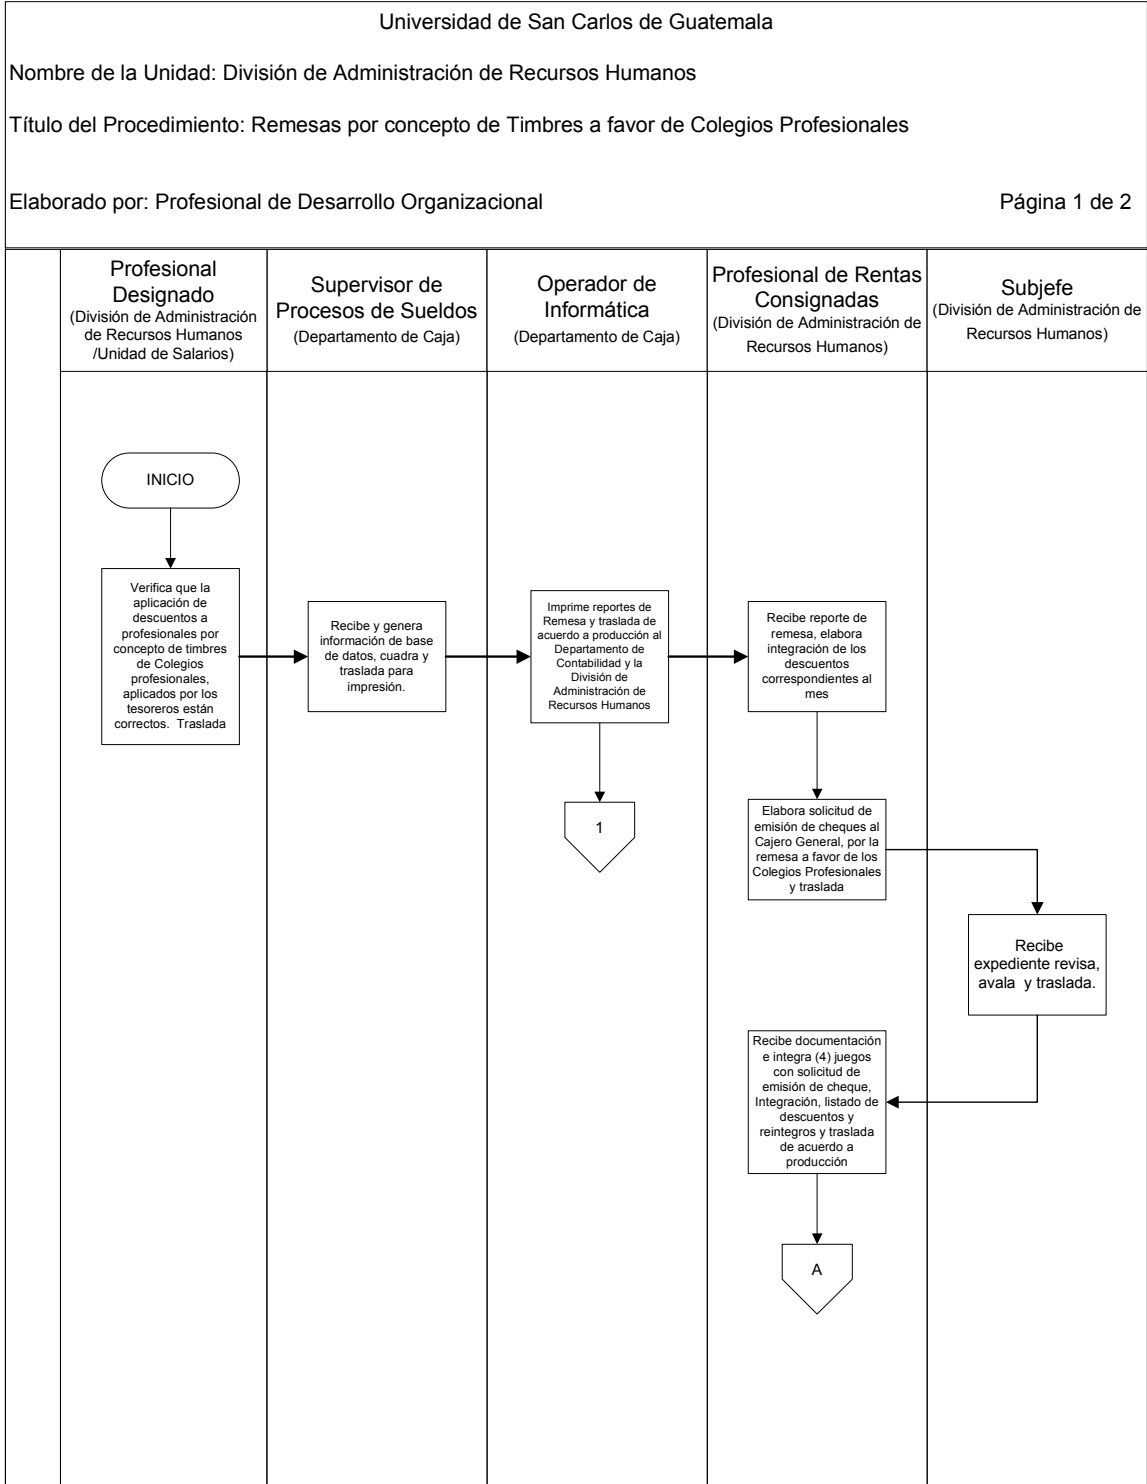 Universidad de San Carlos de Guatemala
Nombre de la Unidad: División de Administración de Recursos Humanos
Título del Procedimiento: Remesas por concepto de Timbres a favor de Colegios Profesionales
Elaborado por: Profesional de Desarrollo Organizacional
Página 1 de 2
Profesional
Designado
(División de Administración
de Recursos Humanos
/Unidad de Salarios)
Supervisor de
Procesos de Sueldos
(Departamento de Caja)
Operador de
Informática
(Departamento de Caja)
Profesional de Rentas
Consignadas
(División de Administración de
Recursos Humanos)
Subjefe
(División de Administración de
Recursos Humanos)
INICIO
Verifica que la
aplicación de
descuentos a
profesionales por
concepto de timbres
de Colegios
profesionales,
aplicados por los
tesoreros están
correctos. Traslada
Recibe y genera
información de base
de datos, cuadra y
traslada para
impresión.
Imprime reportes de
Remesa y traslada de
acuerdo a producción al
Departamento de
Contabilidad y la
División de
Administración de
Recursos Humanos
Recibe reporte de
remesa, elabora
integración de los
descuentos
correspondientes al
mes
1
Elabora solicitud de
emisión de cheques al
Cajero General, por la
remesa a favor de los
Colegios Profesionales
y traslada
Recibe
expediente revisa,
avala y traslada.
Recibe documentación
e integra (4) juegos
con solicitud de
emisión de cheque,
Integración, listado de
descuentos y
reintegros y traslada
de acuerdo a
producción
A